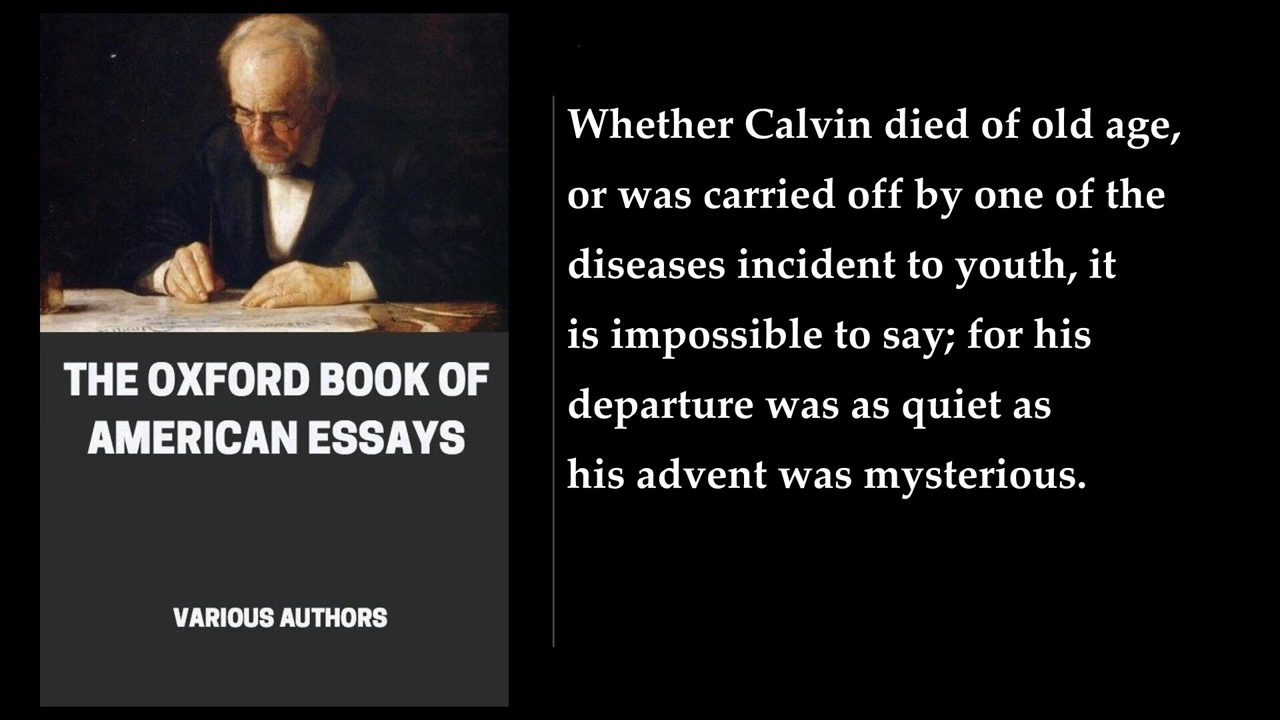 THE OXFORD BOOK OF
AMERICAN ESSAYS
VARIOUS AUTHORS
Whether Calvin died of old age,
or was carried off by one of the
diseases incident to youth, it
is impossible to say; for his
departure was as quiet as
his advent was mysterious.